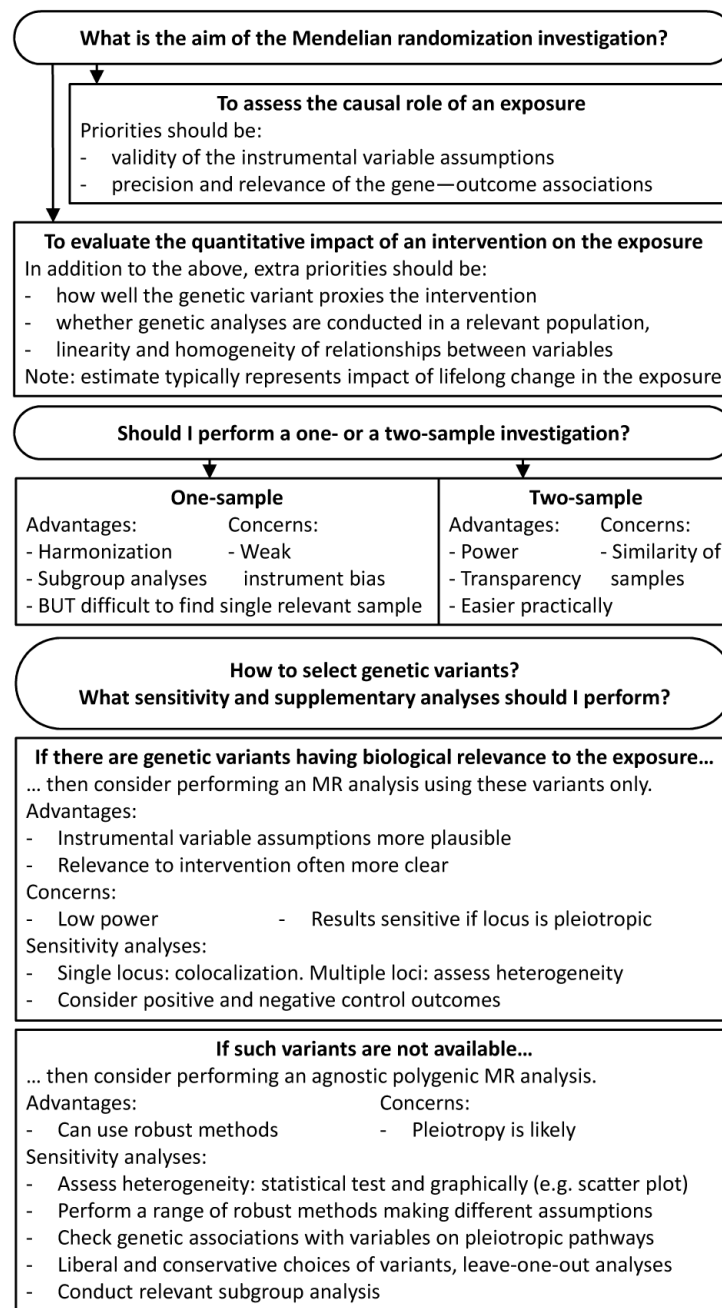 What is the aim of the Mendelian randomization investigation?
To assess the causal role of an exposure
Priorities should be:
- validity of the instrumental variable assumptions
- precision and relevance of the gene—outcome associations
To evaluate the quantitative impact of an intervention on the exposure
In addition to the above, extra priorities should be:
- how well the genetic variant proxies the intervention
- whether genetic analyses are conducted in a relevant population,
- linearity and homogeneity of relationships between variables
Note: estimate typically represents impact of lifelong change in the exposure
Should I perform a one- or a two-sample investigation?
One-sample
Advantages: Concerns:
- Harmonization - Weak
- Subgroup analyses instrument bias
- BUT difficult to find single relevant sample
Two-sample
Advantages: Concerns:
- Power - Similarity of
- Transparency samples
- Easier practically
How to select genetic variants?
What sensitivity and supplementary analyses should I perform?
If there are genetic variants having biological relevance to the exposure…
… then consider performing an MR analysis using these variants only.
Advantages:
- Instrumental variable assumptions more plausible
- Relevance to intervention often more clear
Concerns:
- Low power - Results sensitive if locus is pleiotropic
Sensitivity analyses:
- Single locus: colocalization. Multiple loci: assess heterogeneity
- Consider positive and negative control outcomes
If such variants are not available…
… then consider performing an agnostic polygenic MR analysis.
Advantages: Concerns:
- Can use robust methods - Pleiotropy is likely
Sensitivity analyses:
- Assess heterogeneity: statistical test and graphically (e.g. scatter plot)
- Perform a range of robust methods making different assumptions
- Check genetic associations with variables on pleiotropic pathways
- Liberal and conservative choices of variants, leave-one-out analyses
- Conduct relevant subgroup analysis